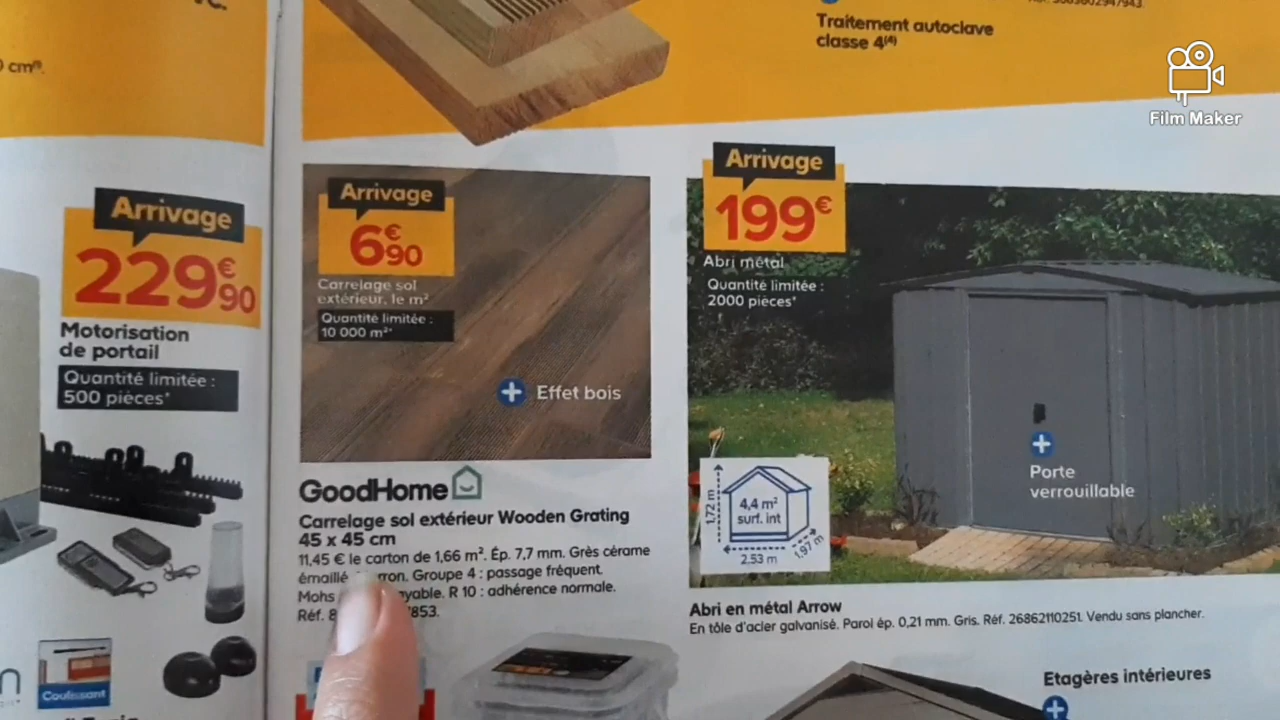 0 cm⁽⁹⁾.
Traitement autoclave
classe 4⁽⁴⁾
Film Maker
Arrivage
229€90
Motorisation
de portail
Quantité limitée :
500 pièces*
Coulissant
Arrivage
6€90
Carrelage sol
extérieur, le m²
Quantité limitée :
10 000 m²*
Effet bois
GoodHome
Carrelage sol extérieur Wooden Grating
45 x 45 cm
11,45 € le carton de 1,66 m². Ép. 7,7 mm. Grès cérame
émaillé. Groupe 4 : passage fréquent.
Mohs R 10 : adhérence normale.
Réf. 8 853.
Arrivage
199€
Abri métal
Quantité limitée :
2000 pièces*
Porte
verrouillable
1,72 m
4,4 m²
surf. int
2.53 m
1.97 m
Abri en métal Arrow
En tôle d'acier galvanisé. Paroi ép. 0,21 mm. Gris. Réf. 26862110251. Vendu sans plancher.
Etagères intérieures